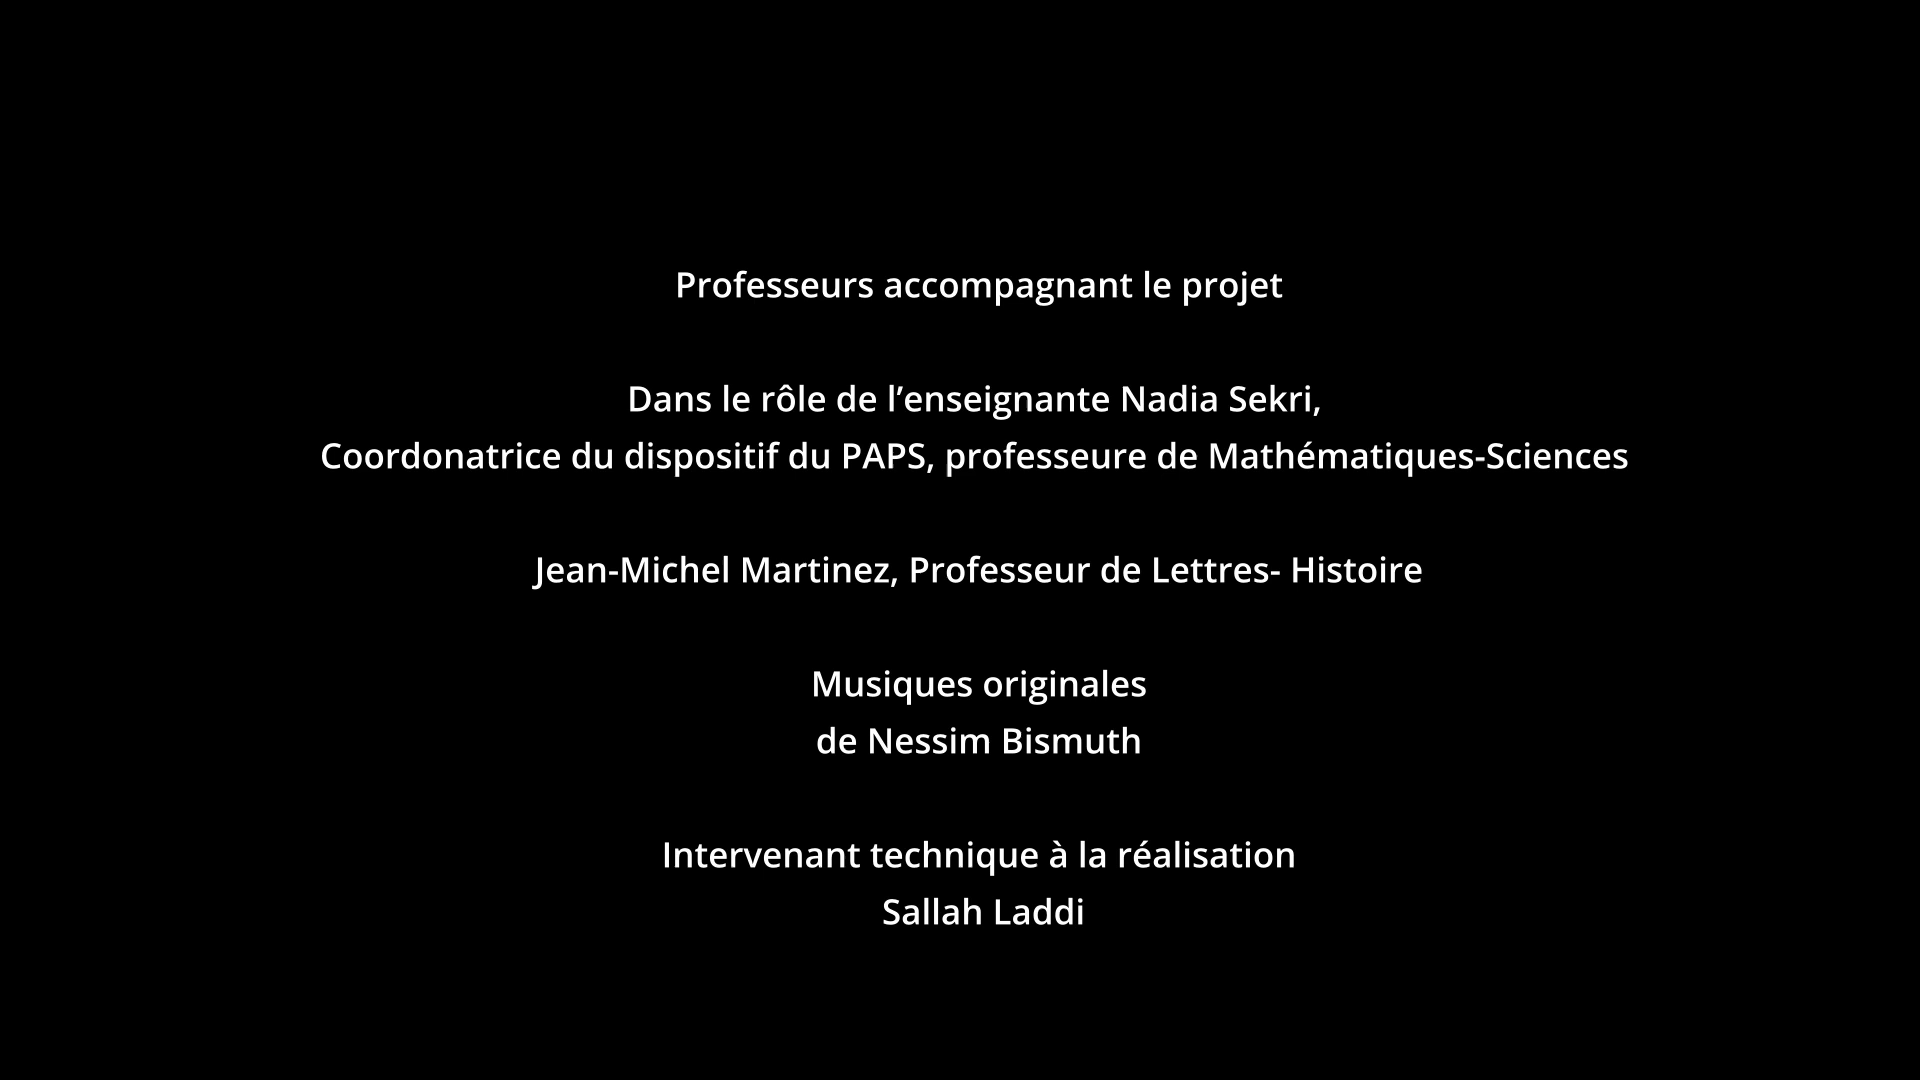 Professeurs accompagnant le projet
Dans le rôle de l’enseignante Nadia Sekri,
Coordonatrice du dispositif du PAPS, professeure de Mathématiques-Sciences
Jean-Michel Martinez, Professeur de Lettres- Histoire
Musiques originales
de Nessim Bismuth
Intervenant technique à la réalisation
Sallah Laddi